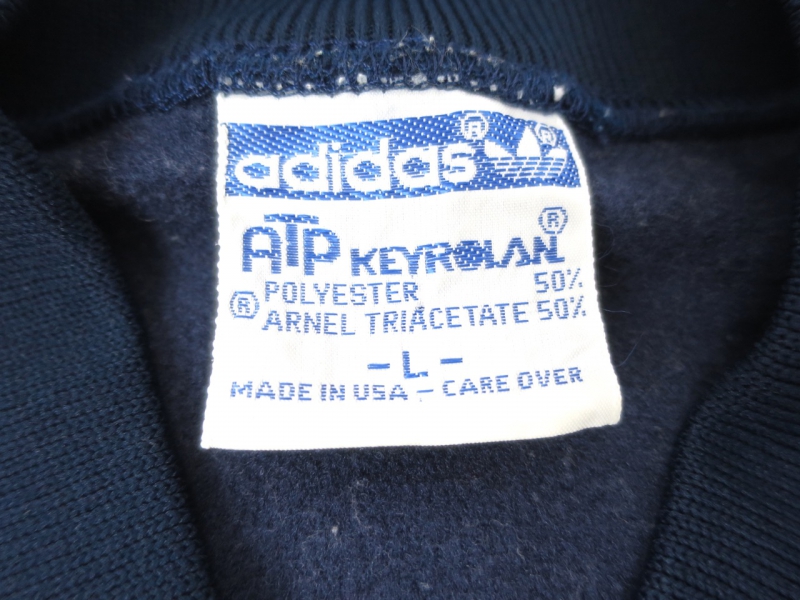 adidas® ®
ATP KEYROLAN®
POLYESTER 50%
® ARNEL TRIACETATE 50%
- L -
MADE IN USA - CARE OVER